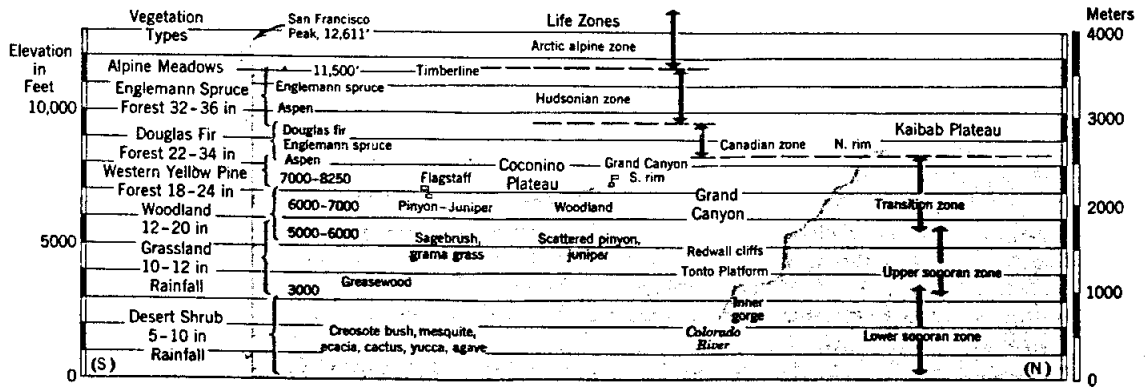 Vegetation
Types
San Francisco
Peak, 12,611'
Life Zones
Meters
4000
Elevation
in
Feet
Arctic alpine zone
Alpine Meadows
11,500'
Timberline
Englemann Spruce
Forest 32-36 in
Englemann spruce
Aspen
Hudsonian zone
10,000
3000
Douglas Fir
Forest 22-34 in
Douglas fir
Englemann spruce
Aspen
Canadian zone
N. rim
Kaibab Plateau
Western Yellow Pine
Forest 18-24 in
7000-8250
Flagstaff
Coconino
Plateau
Grand Canyon
S. rim
Woodland
12-20 in
6000-7000
Pinyon-Juniper
Woodland
Grand
Canyon
Transition zone
2000
5000
5000-6000
Sagebrush,
grama grass
Scattered pinyon,
juniper
Redwall cliffs
Grassland
10-12 in
Rainfall
3000
Greasewood
Tonto Platform
Upper sonoran zone
1000
Inner
gorge
Desert Shrub
5-10 in
Rainfall
Creosote bush, mesquite,
acacia, cactus, yucca, agave
Colorado
River
Lower sonoran zone
0
(S)
(N)
0